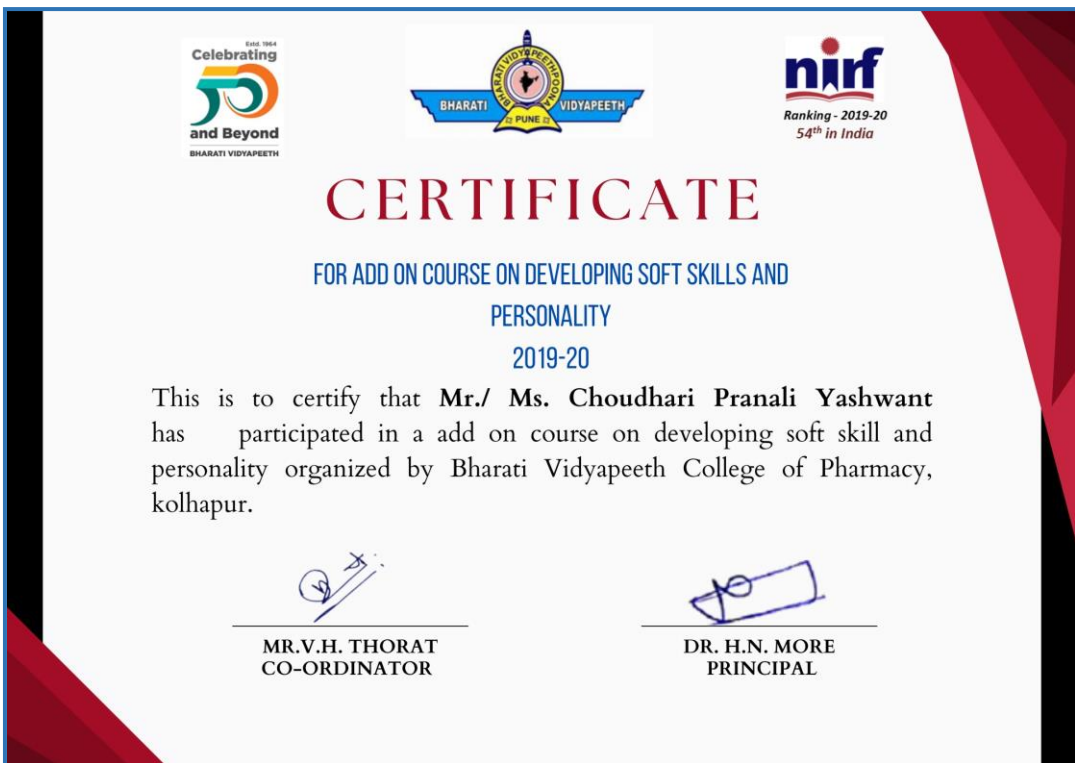 Estd. 1964
Celebrating
50
and Beyond
BHARATI VIDYAPEETH
BHARATI VIDYAPEETH POONA
BHARATI VIDYAPEETH
PUNE
nirf
Ranking - 2019-20
54th in India
CERTIFICATE
FOR ADD ON COURSE ON DEVELOPING SOFT SKILLS AND
PERSONALITY
2019-20
This is to certify that Mr./ Ms. Choudhari Pranali Yashwant
has participated in a add on course on developing soft skill and
personality organized by Bharati Vidyapeeth College of Pharmacy,
kolhapur.
MR.V.H. THORAT
CO-ORDINATOR
DR. H.N. MORE
PRINCIPAL